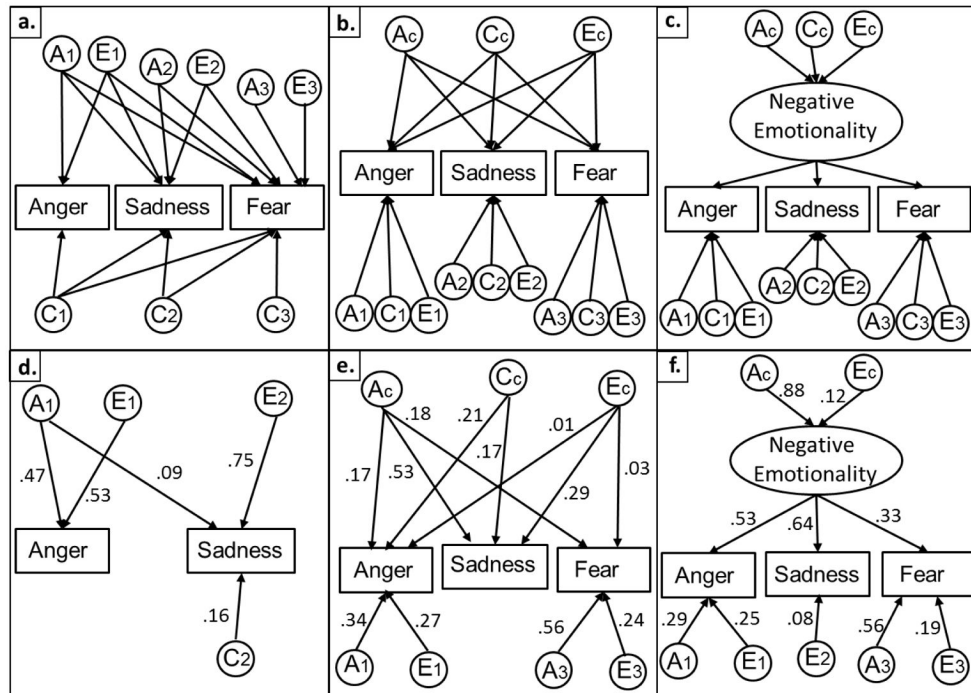 a.
A1 E1 A2 E2 A3 E3
Anger Sadness Fear
C1 C2 C3
b.
Ac Cc Ec
Anger Sadness Fear
A1 C1 E1 A2 C2 E2 A3 C3 E3
c.
Ac Cc Ec
Negative
Emotionality
Anger Sadness Fear
A1 C1 E1 A2 C2 E2 A3 C3 E3
d.
A1 E1 E2
.47 .53 .09 .75
Anger Sadness
.16
C2
e.
Ac Cc Ec
.18 .21 .01
.17 .53 .17 .29 .03
Anger Sadness Fear
.34 .27 .56 .24
A1 E1 A3 E3
f.
Ac Ec
.88 .12
Negative
Emotionality
.53 .64 .33
Anger Sadness Fear
.29 .25 .08 .56 .19
A1 E1 E2 A3 E3